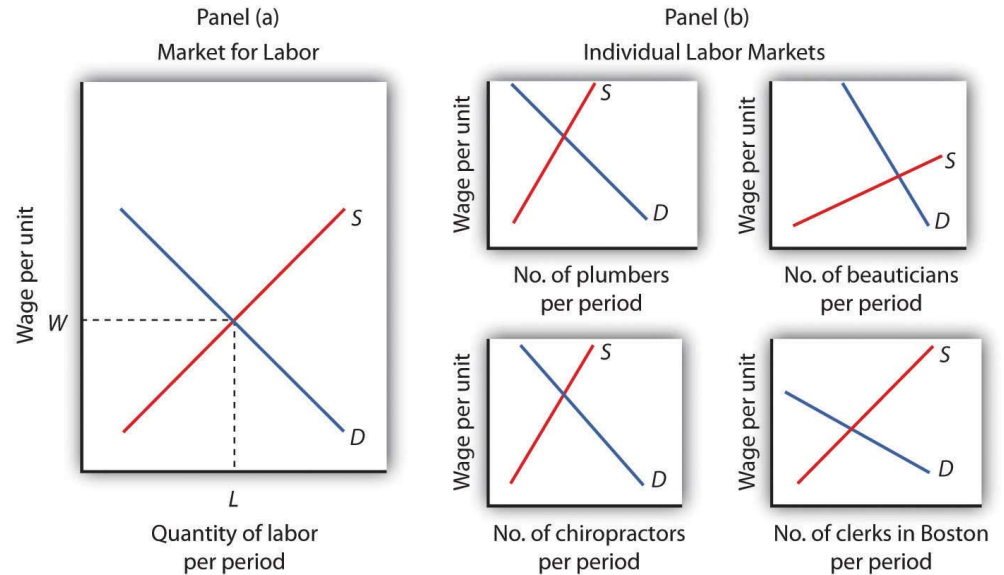 Panel (a)
Market for Labor
Wage per unit
S
W
D
L
Quantity of labor
per period
Panel (b)
Individual Labor Markets
Wage per unit
S
D
No. of plumbers
per period
Wage per unit
S
D
No. of beauticians
per period
Wage per unit
S
D
No. of chiropractors
per period
Wage per unit
S
D
No. of clerks in Boston
per period